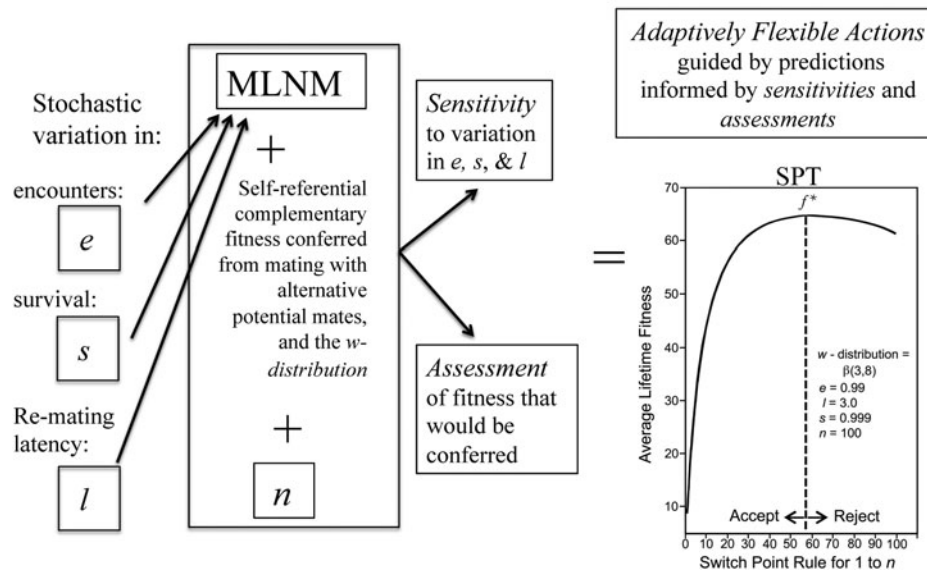 Stochastic
variation in:
encounters:
e
survival:
s
Re-mating
latency:
l
MLNM
+
Self-referential
complementary
fitness conferred
from mating with
alternative
potential mates,
and the w-
distribution
+
n
Sensitivity
to variation
in e, s, & l
Assessment
of fitness that
would be
conferred
=
Adaptively Flexible Actions
guided by predictions
informed by sensitivities and
assessments
SPT
f*
Average Lifetime Fitness
70
60
50
40
30
20
10
w - distribution =
β(3,8)
e = 0.99
l = 3.0
s = 0.999
n = 100
Accept Reject
0 10 20 30 40 50 60 70 80 90 100
Switch Point Rule for 1 to n